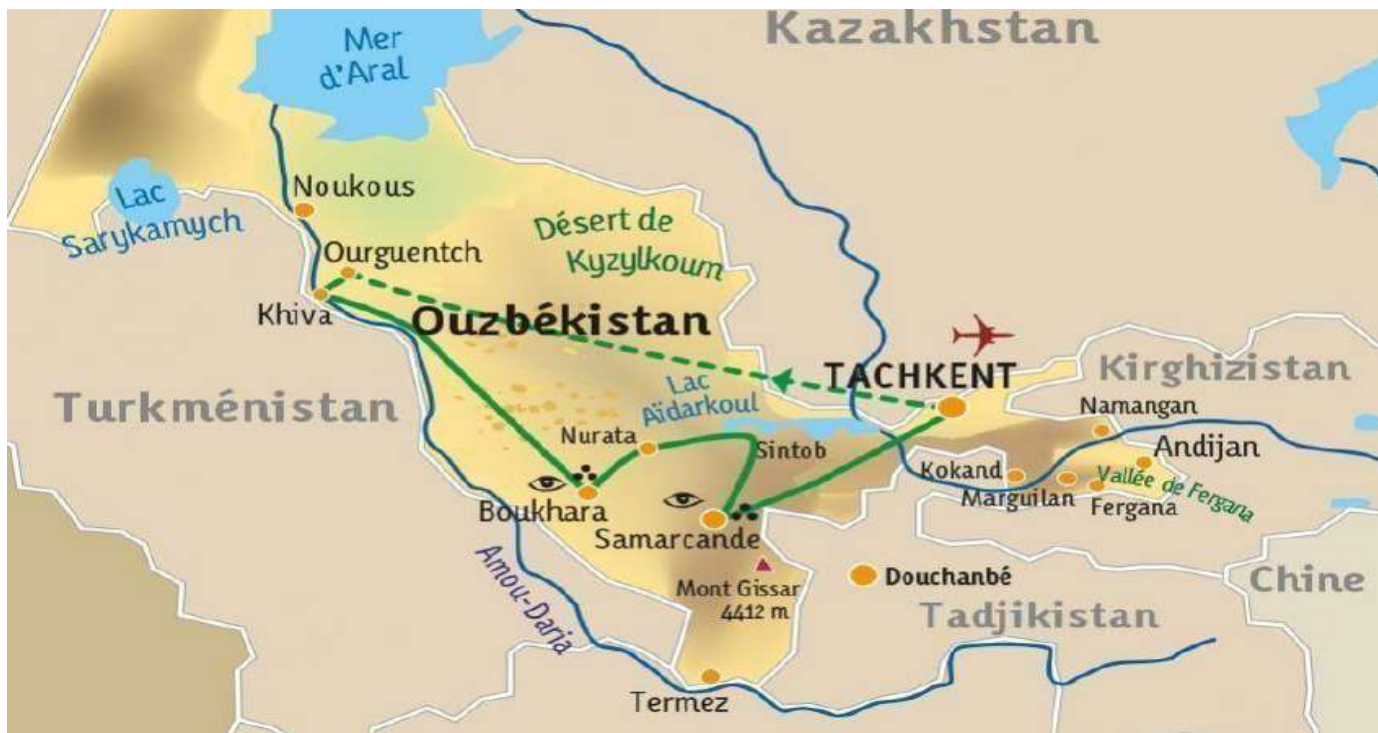 Kazakhstan
Mer
d'Aral
Lac
Sarykamych
Noukous
Désert de
Kyzylkoum
Ourguentch
Khiva
Ouzbékistan
TACHKENT
Kirghizistan
Turkménistan
Lac
Aïdarkoul
Namangan
Nurata
Sintob
Andijan
Kokand
Marguilan
Vallée de Fergana
Fergana
Boukhara
Samarcande
Amou-Daria
Mont Gissar
4412 m
Douchanbé
Chine
Tadjikistan
Termez